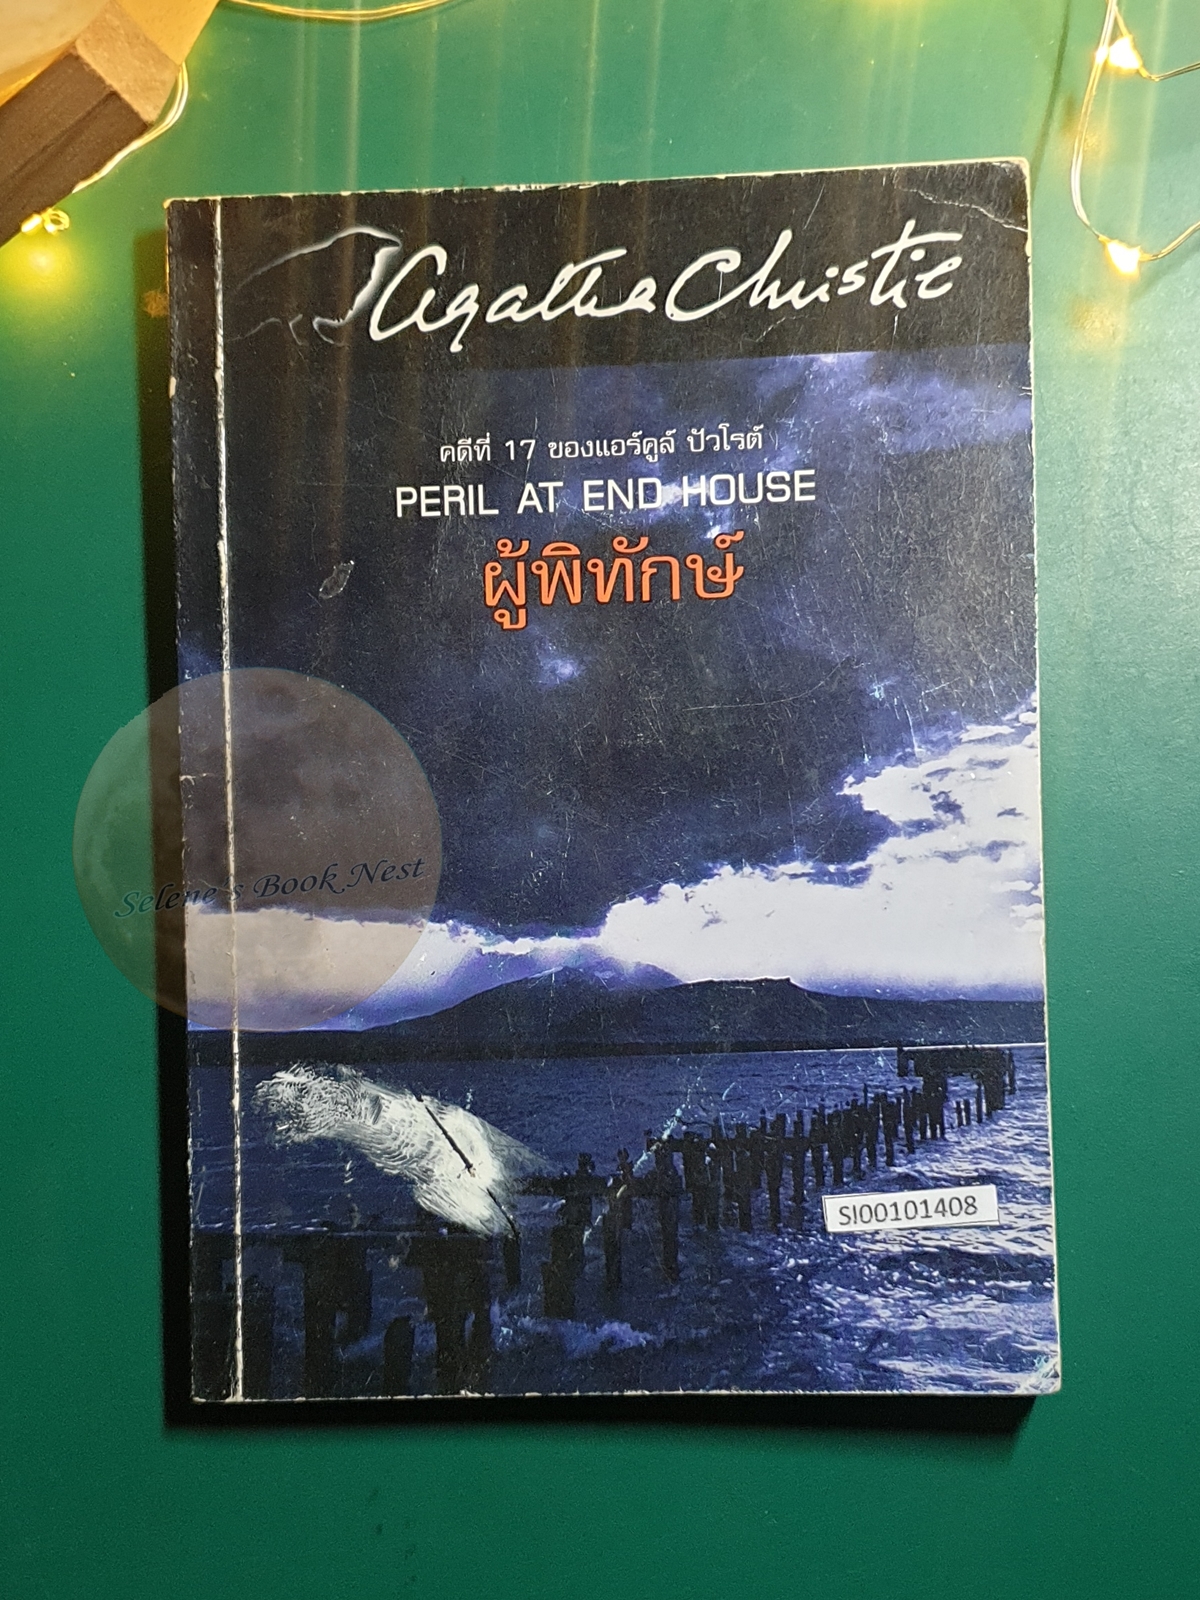 Agatha Christie
คดีที่ 17 ของแอร์คูล์ ปัวโรต์
PERIL AT END HOUSE
ผู้พิทักษ์
Selene's Book Nest
SI00101408